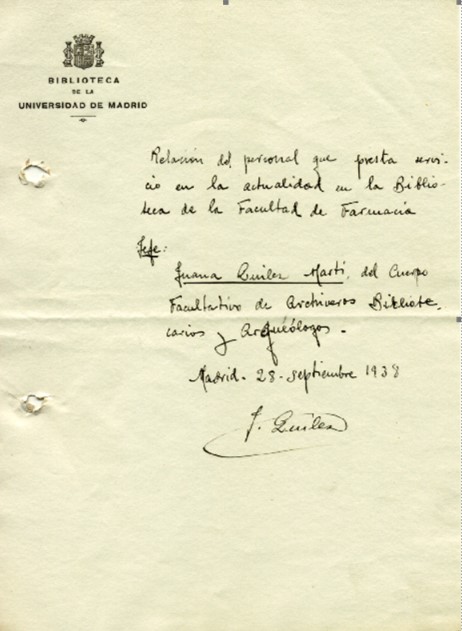 BIBLIOTECA
DE LA
UNIVERSIDAD DE MADRID
Relación del personal que presta servi-
cio en la actualidad en la Biblio-
teca de la Facultad de Farmacia
Jefe:
Juana Quilez Martí, del Cuerpo
Facultativo de Archiveros Bibliote-
carios y Arqueólogos.
Madrid. 28. septiembre 1938
J. Quilez